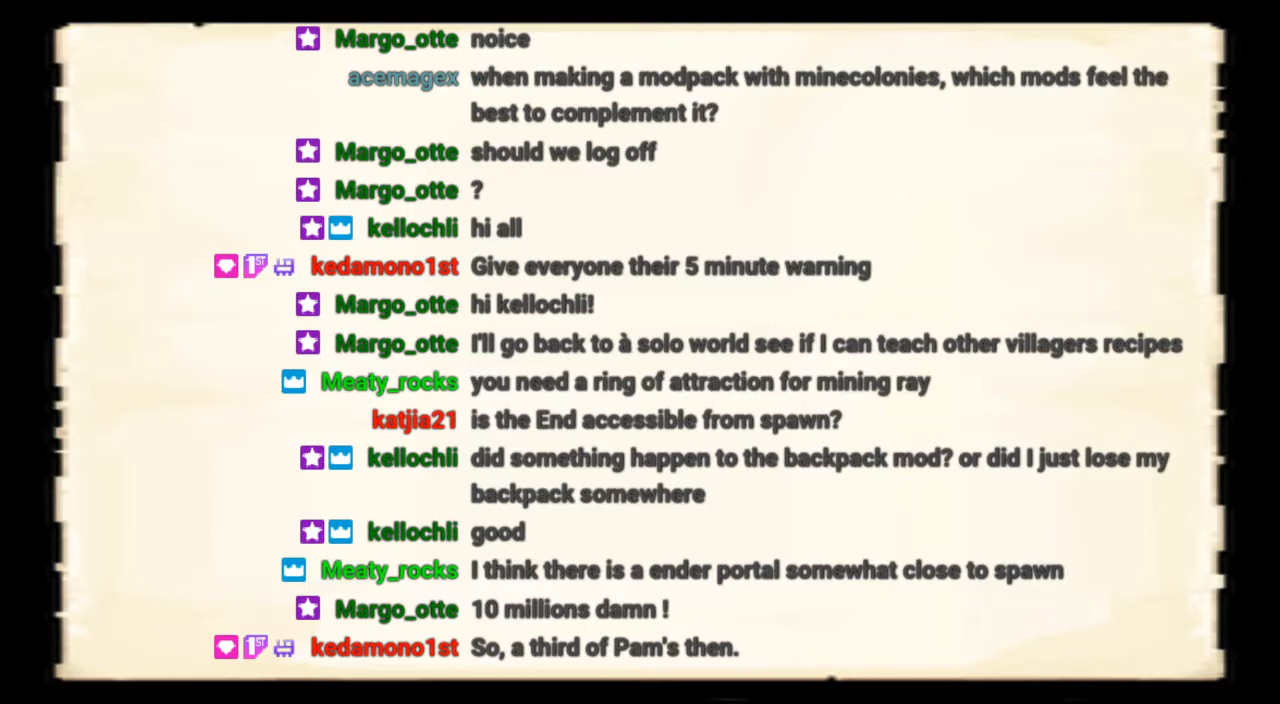 Margo_otte noice
acemagex when making a modpack with minecolonies, which mods feel the
best to complement it?
Margo_otte should we log off
Margo_otte ?
kellochli hi all
1ST kedamono1st Give everyone their 5 minute warning
Margo_otte hi kellochli!
Margo_otte I'll go back to à solo world see if I can teach other villagers recipes
Meaty_rocks you need a ring of attraction for mining ray
katjia21 is the End accessible from spawn?
kellochli did something happen to the backpack mod? or did I just lose my
backpack somewhere
kellochli good
Meaty_rocks I think there is a ender portal somewhat close to spawn
Margo_otte 10 millions damn !
1ST kedamono1st So, a third of Pam's then.